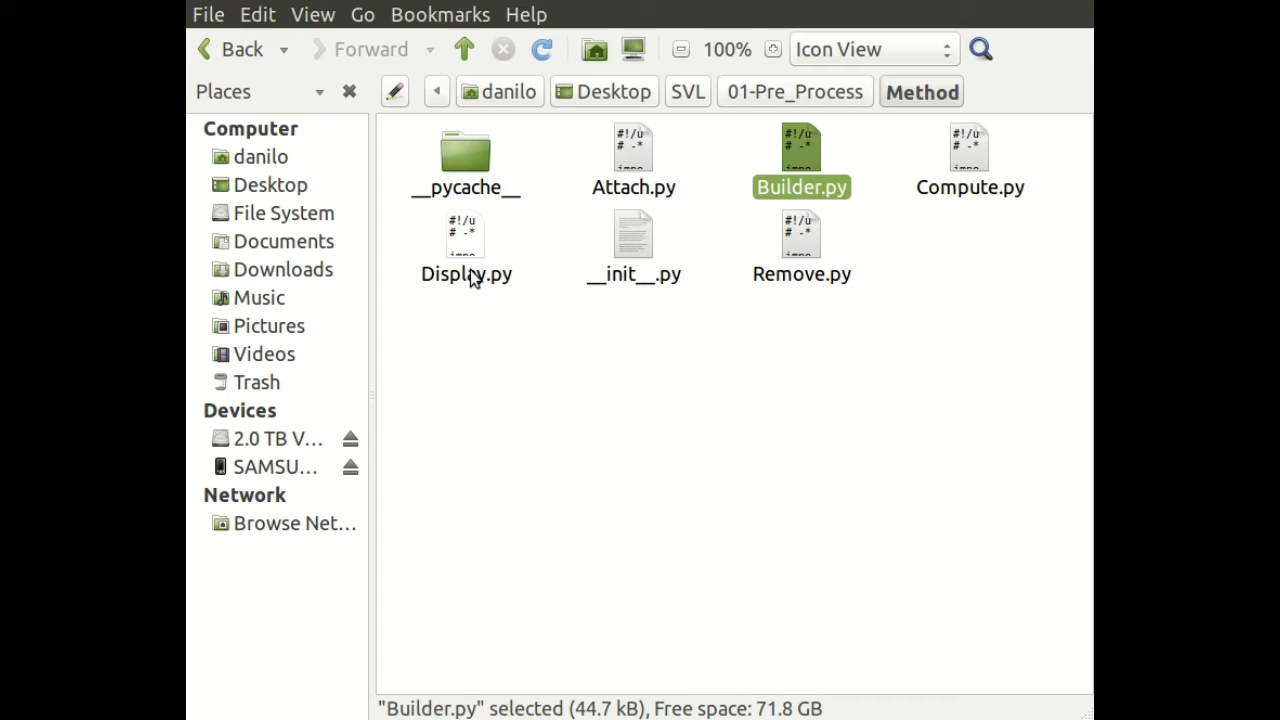 File Edit View Go Bookmarks Help
Back Forward 100% Icon View
Places danilo Desktop SVL 01-Pre_Process Method
Computer
danilo
Desktop
File System
Documents
Downloads
Music
Pictures
Videos
Trash
Devices
2.0 TB V...
SAMSU...
Network
Browse Net...
#!/u #!/u #!/u
# -* # -* # -*
impo impo
__pycache__ Attach.py Builder.py Compute.py
#!/u #!/u
# -* # -*
Display.py __init__.py Remove.py
"Builder.py" selected (44.7 kB), Free space: 71.8 GB